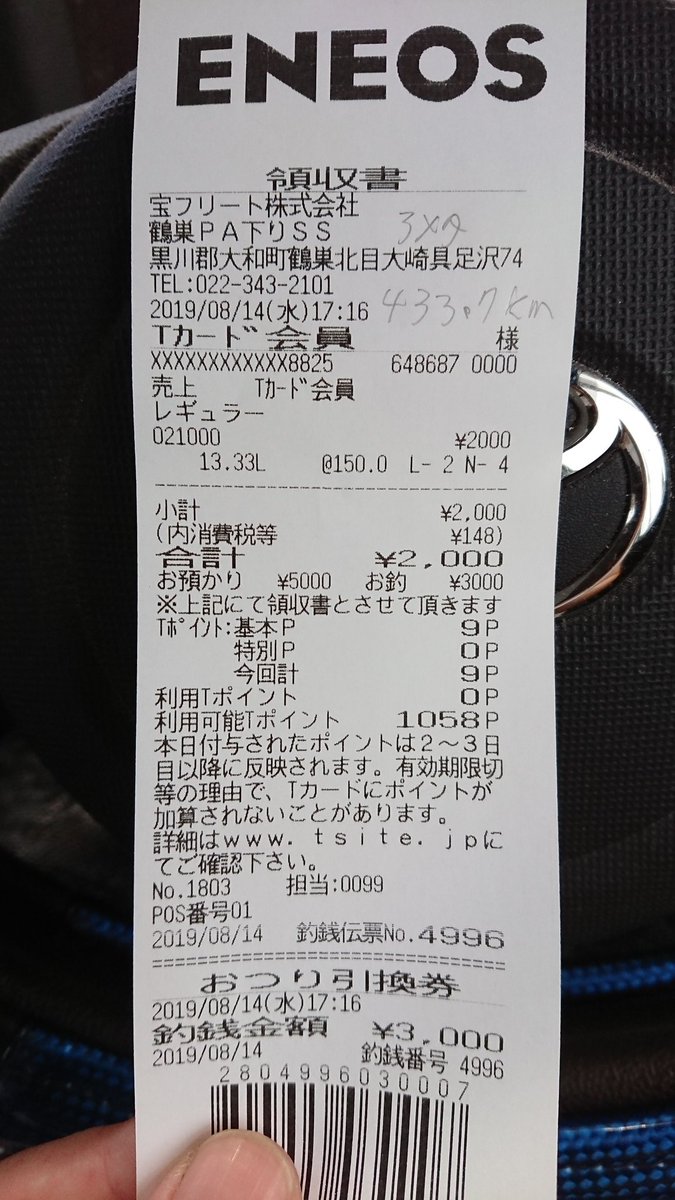 ENEOS
領収書
宝フリート株式会社
鶴巣PA下りSS
3メタ
黒川郡大和町鶴巣北目大崎具足沢74
TEL:022-343-2101
2019/08/14(水)17:16
433.7km
Tカード会員 様
XXXXXXXXXXXX8825 648687 0000
売上 Tカード会員
レギュラー
021000 ¥2000
13.33L @150.0 L- 2 N- 4
小計 ¥2,000
(内消費税等 ¥148)
合計 ¥2,000
お預かり ¥5000 お釣 ¥3000
※上記にて領収書とさせて頂きます
Tポイント:基本P 9P
特別P 0P
今回計 9P
利用Tポイント 0P
利用可能Tポイント 1058P
本日付与されたポイントは2~3日
目以降に反映されます。有効期限切
等の理由で、Tカードにポイントが
加算されないことがあります。
詳細はwww.tsite.jpに
てご確認下さい。
No.1803 担当:0099
POS番号01
2019/08/14 釣銭伝票No.4996
おつり引換券
2019/08/14(水)17:16
釣銭金額 ¥3,000
2019/08/14 釣銭番号 4996
2804996030007